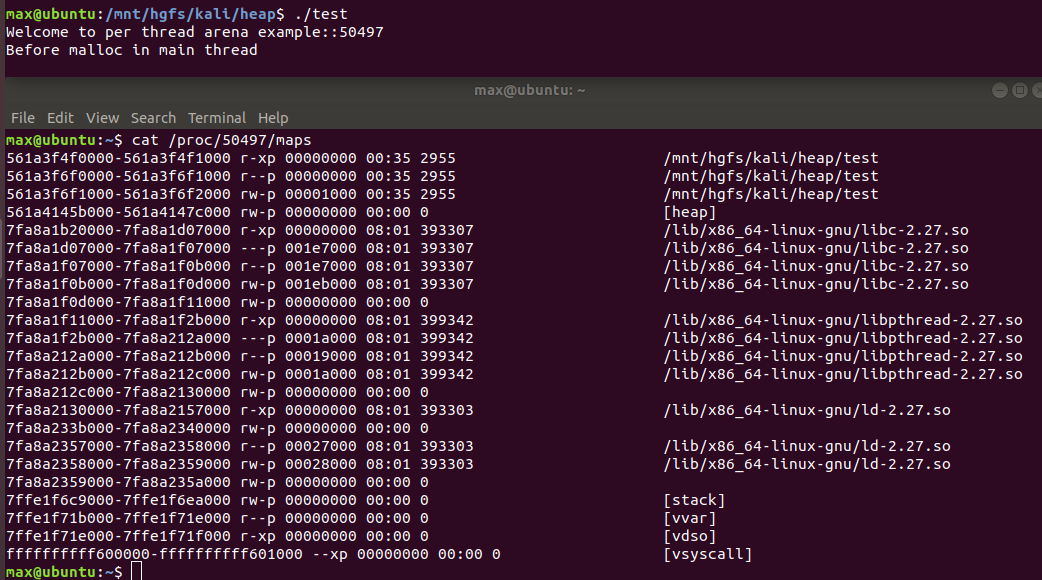 max@ubuntu:/mnt/hgfs/kali/heap$ ./test
Welcome to per thread arena example::50497
Before malloc in main thread
max@ubuntu: ~
File Edit View Search Terminal Help
max@ubuntu:~$ cat /proc/50497/maps
561a3f4f0000-561a3f4f1000 r-xp 00000000 00:35 2955 /mnt/hgfs/kali/heap/test
561a3f6f0000-561a3f6f1000 r--p 00000000 00:35 2955 /mnt/hgfs/kali/heap/test
561a3f6f1000-561a3f6f2000 rw-p 00001000 00:35 2955 /mnt/hgfs/kali/heap/test
561a4145b000-561a4147c000 rw-p 00000000 00:00 0 [heap]
7fa8a1b20000-7fa8a1d07000 r-xp 00000000 08:01 393307 /lib/x86_64-linux-gnu/libc-2.27.so
7fa8a1d07000-7fa8a1f07000 ---p 001e7000 08:01 393307 /lib/x86_64-linux-gnu/libc-2.27.so
7fa8a1f07000-7fa8a1f0b000 r--p 001e7000 08:01 393307 /lib/x86_64-linux-gnu/libc-2.27.so
7fa8a1f0b000-7fa8a1f0d000 rw-p 001eb000 08:01 393307 /lib/x86_64-linux-gnu/libc-2.27.so
7fa8a1f0d000-7fa8a1f11000 rw-p 00000000 00:00 0
7fa8a1f11000-7fa8a1f2b000 r-xp 00000000 08:01 399342 /lib/x86_64-linux-gnu/libpthread-2.27.so
7fa8a1f2b000-7fa8a212a000 ---p 0001a000 08:01 399342 /lib/x86_64-linux-gnu/libpthread-2.27.so
7fa8a212a000-7fa8a212b000 r--p 00019000 08:01 399342 /lib/x86_64-linux-gnu/libpthread-2.27.so
7fa8a212b000-7fa8a212c000 rw-p 0001a000 08:01 399342 /lib/x86_64-linux-gnu/libpthread-2.27.so
7fa8a212c000-7fa8a2130000 rw-p 00000000 00:00 0
7fa8a2130000-7fa8a2157000 r-xp 00000000 08:01 393303 /lib/x86_64-linux-gnu/ld-2.27.so
7fa8a233b000-7fa8a2340000 rw-p 00000000 00:00 0
7fa8a2357000-7fa8a2358000 r--p 00027000 08:01 393303 /lib/x86_64-linux-gnu/ld-2.27.so
7fa8a2358000-7fa8a2359000 rw-p 00028000 08:01 393303 /lib/x86_64-linux-gnu/ld-2.27.so
7fa8a2359000-7fa8a235a000 rw-p 00000000 00:00 0
7ffe1f6c9000-7ffe1f6ea000 rw-p 00000000 00:00 0 [stack]
7ffe1f71b000-7ffe1f71e000 r--p 00000000 00:00 0 [vvar]
7ffe1f71e000-7ffe1f71f000 r-xp 00000000 00:00 0 [vdso]
ffffffffff600000-ffffffffff601000 --xp 00000000 00:00 0 [vsyscall]
max@ubuntu:~$